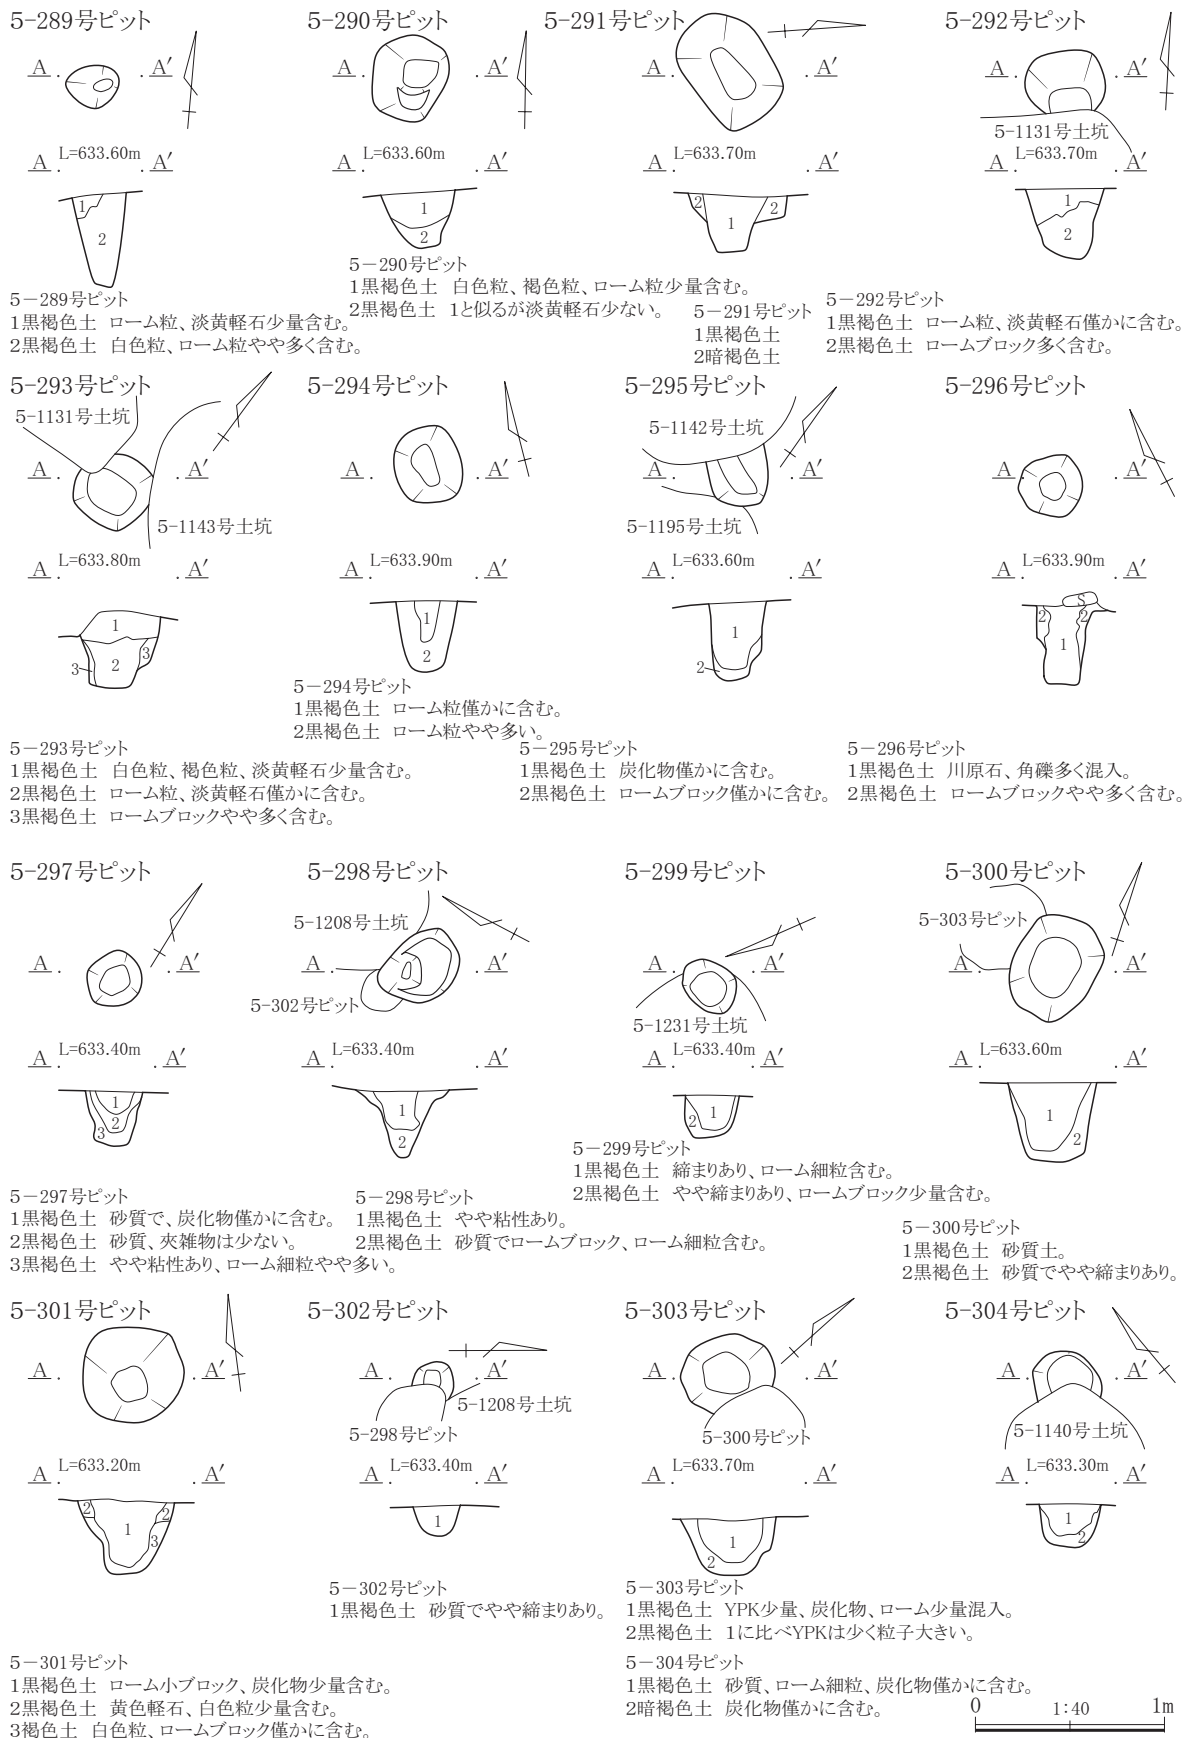 5-289号ピット
A . . A′
L=633.60m
A . . A′
1
2
5－289号ピット
1黒褐色土　ローム粒、淡黄軽石少量含む。
2黒褐色土　白色粒、ローム粒やや多く含む。
5-290号ピット
A . . A′
L=633.60m
A . . A′
1
2
5－290号ピット
1黒褐色土　白色粒、褐色粒、ローム粒少量含む。
2黒褐色土　1と似るが淡黄軽石少ない。
5-291号ピット
A . . A′
L=633.70m
A . . A′
2 1 2
5－291号ピット
1黒褐色土
2暗褐色土
5-292号ピット
A . . A′
5-1131号土坑
L=633.70m
A . . A′
1
2
5－292号ピット
1黒褐色土　ローム粒、淡黄軽石僅かに含む。
2黒褐色土　ロームブロック多く含む。
5-293号ピット
5-1131号土坑
A . . A′
5-1143号土坑
L=633.80m
A . . A′
1
3 2 3
5－293号ピット
1黒褐色土　白色粒、褐色粒、淡黄軽石少量含む。
2黒褐色土　ローム粒、淡黄軽石僅かに含む。
3黒褐色土　ロームブロックやや多く含む。
5-294号ピット
A . . A′
L=633.90m
A . . A′
1
2
5－294号ピット
1黒褐色土　ローム粒僅かに含む。
2黒褐色土　ローム粒やや多い。
5-295号ピット
5-1142号土坑
A . . A′
5-1195号土坑
L=633.60m
A . . A′
1
2
5－295号ピット
1黒褐色土　炭化物僅かに含む。
2黒褐色土　ロームブロック僅かに含む。
5-296号ピット
A . . A′
L=633.90m
A . . A′
S
2 2
1
5－296号ピット
1黒褐色土　川原石、角礫多く混入。
2黒褐色土　ロームブロックやや多く含む。
5-297号ピット
A . . A′
L=633.40m
A . . A′
1
2
3
5－297号ピット
1黒褐色土　砂質で、炭化物僅かに含む。
2黒褐色土　砂質、夾雑物は少ない。
3黒褐色土　やや粘性あり、ローム細粒やや多い。
5-298号ピット
5-1208号土坑
A . . A′
5-302号ピット
L=633.40m
A . . A′
1
2
5－298号ピット
1黒褐色土　やや粘性あり。
2黒褐色土　砂質でロームブロック、ローム細粒含む。
5-299号ピット
A . . A′
5-1231号土坑
L=633.40m
A . . A′
2 1
5－299号ピット
1黒褐色土　締まりあり、ローム細粒含む。
2黒褐色土　やや締まりあり、ロームブロック少量含む。
5-300号ピット
5-303号ピット
A . . A′
L=633.60m
A . . A′
1
2
5－300号ピット
1黒褐色土　砂質土。
2黒褐色土　砂質でやや締まりあり。
5-301号ピット
A . . A′
L=633.20m
A . . A′
2 2
1
3
5－301号ピット
1黒褐色土　ローム小ブロック、炭化物少量含む。
2黒褐色土　黄色軽石、白色粒少量含む。
3褐色土　白色粒、ロームブロック僅かに含む。
5-302号ピット
A . . A′
5-1208号土坑
5-298号ピット
L=633.40m
A . . A′
1
5－302号ピット
1黒褐色土　砂質でやや締まりあり。
5-303号ピット
A . . A′
5-300号ピット
L=633.70m
A . . A′
1
2
5－303号ピット
1黒褐色土　YPK少量、炭化物、ローム少量混入。
2黒褐色土　1に比べYPKは少く粒子大きい。
5-304号ピット
A . . A′
5-1140号土坑
L=633.30m
A . . A′
1
2
5－304号ピット
1黒褐色土　砂質、ローム細粒、炭化物僅かに含む。
2暗褐色土　炭化物僅かに含む。
0 1:40 1m